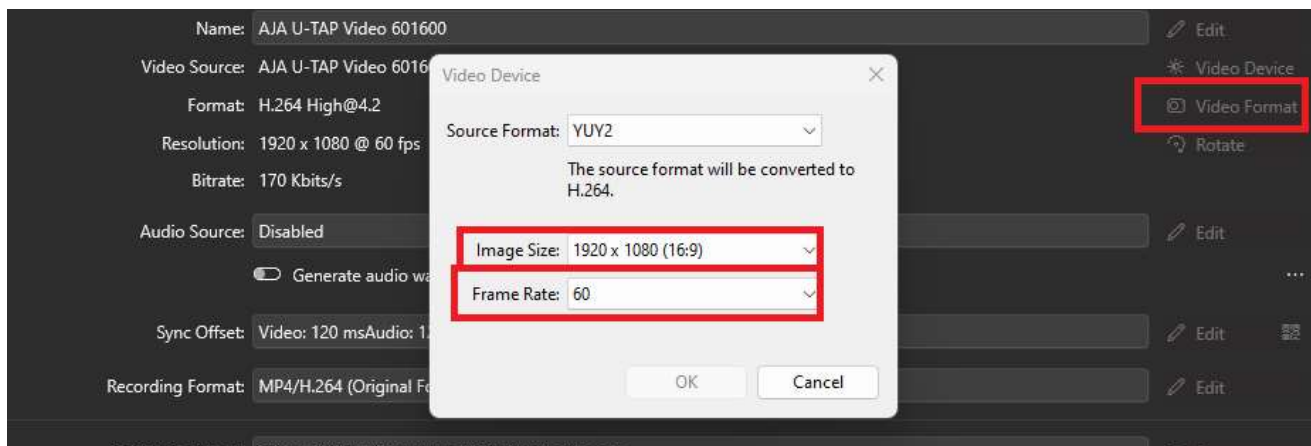 Name: AJA U-TAP Video 601600 Edit
Video Source: AJA U-TAP Video 6016 Video Device
Video Device
Format: H.264 High@4.2 Video Format
Source Format: YUY2
Resolution: 1920 x 1080 @ 60 fps Rotate
The source format will be converted to
H.264.
Bitrate: 170 Kbits/s
Audio Source: Disabled Edit
Image Size: 1920 x 1080 (16:9)
Generate audio wa ...
Frame Rate: 60
Sync Offset: Video: 120 msAudio: 1 Edit
Recording Format: MP4/H.264 (Original Fo Edit
OK Cancel